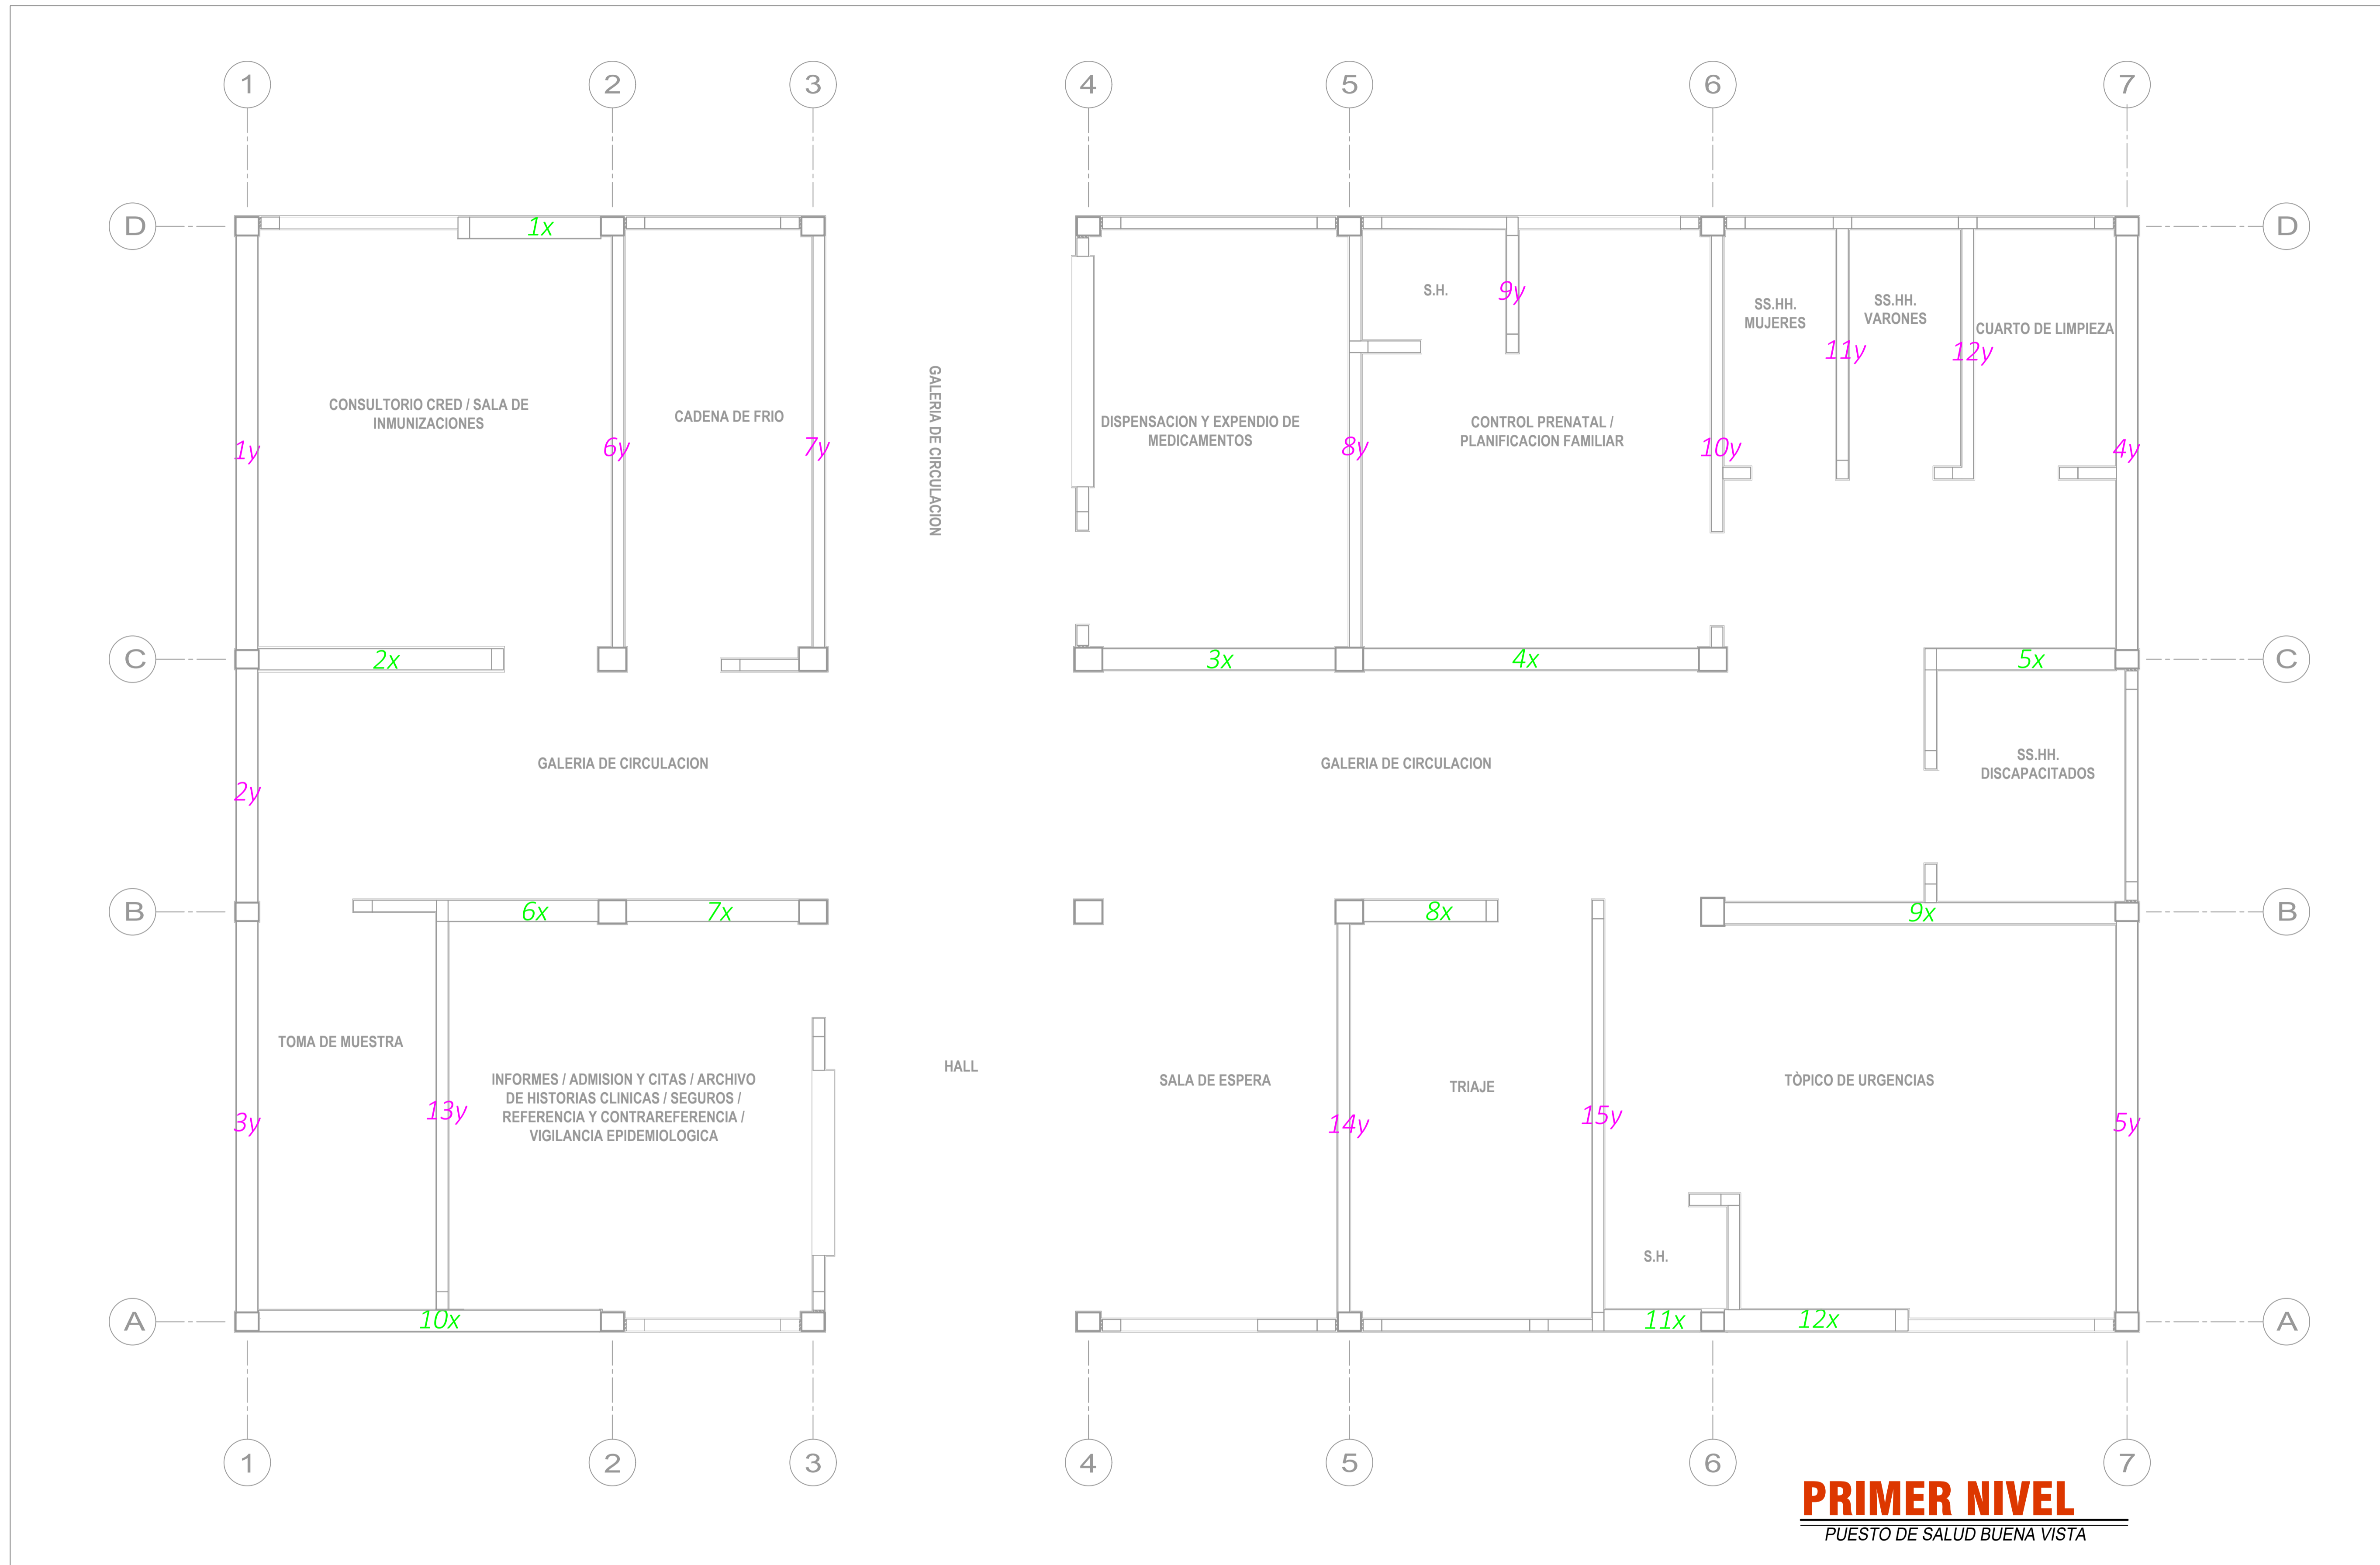 1
2
3
4
5
6
7
D
D
1x
S.H.
9y
SS.HH.
MUJERES
SS.HH.
VARONES
CUARTO DE LIMPIEZA
11y
12y
CONSULTORIO CRED / SALA DE
INMUNIZACIONES
CADENA DE FRIO
GALERIA DE CIRCULACION
DISPENSACION Y EXPENDIO DE
MEDICAMENTOS
CONTROL PRENATAL /
PLANIFICACION FAMILIAR
1y
6y
7y
8y
10y
4y
C
2x
3x
4x
5x
C
GALERIA DE CIRCULACION
GALERIA DE CIRCULACION
SS.HH.
DISCAPACITADOS
2y
B
6x
7x
8x
9x
B
TOMA DE MUESTRA
INFORMES / ADMISION Y CITAS / ARCHIVO
DE HISTORIAS CLINICAS / SEGUROS /
REFERENCIA Y CONTRAREFERENCIA /
VIGILANCIA EPIDEMIOLOGICA
HALL
SALA DE ESPERA
TRIAJE
TÒPICO DE URGENCIAS
3y
13y
14y
15y
5y
S.H.
A
10x
11x
12x
A
1
2
3
4
5
6
7
PRIMER NIVEL
PUESTO DE SALUD BUENA VISTA